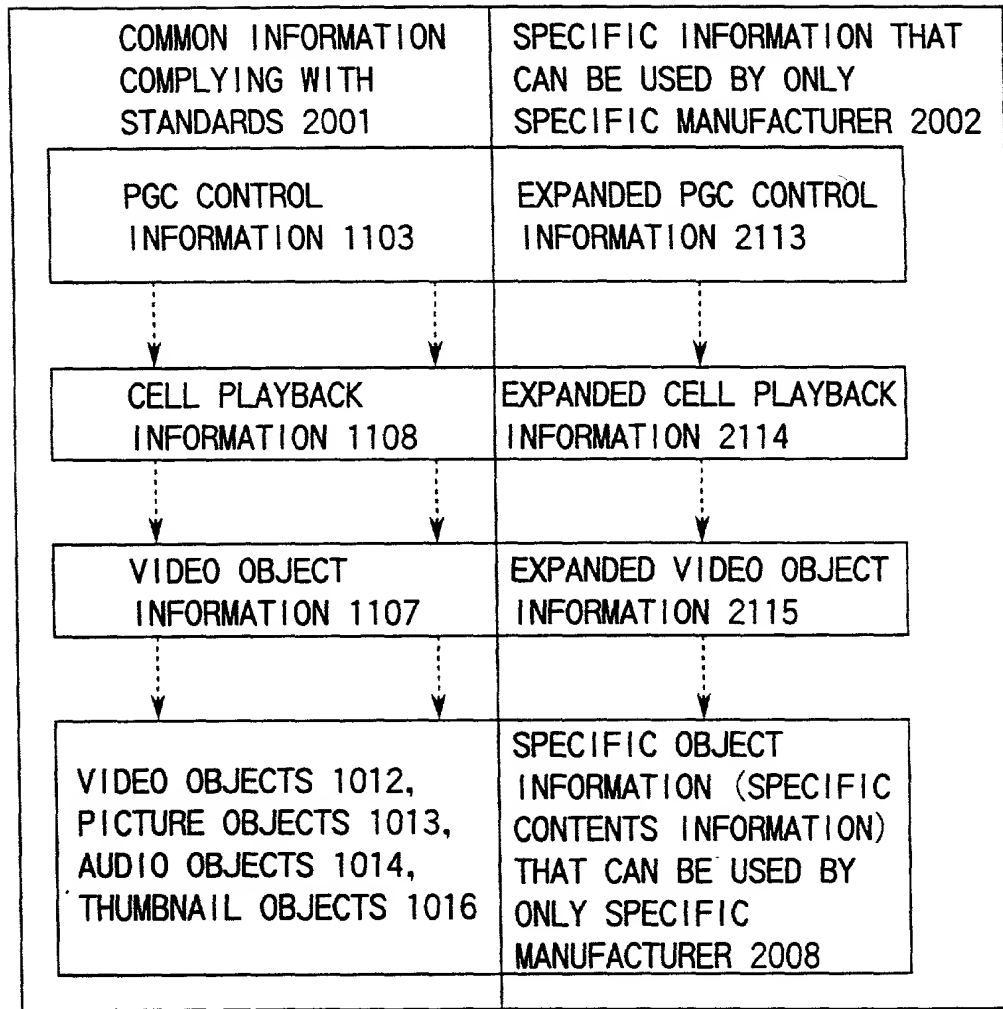 COMMON INFORMATION
COMPLYING WITH
STANDARDS 2001
SPECIFIC INFORMATION THAT
CAN BE USED BY ONLY
SPECIFIC MANUFACTURER 2002
PGC CONTROL
INFORMATION 1103
EXPANDED PGC CONTROL
INFORMATION 2113
CELL PLAYBACK
INFORMATION 1108
EXPANDED CELL PLAYBACK
INFORMATION 2114
VIDEO OBJECT
INFORMATION 1107
EXPANDED VIDEO OBJECT
INFORMATION 2115
VIDEO OBJECTS 1012,
PICTURE OBJECTS 1013,
AUDIO OBJECTS 1014,
THUMBNAIL OBJECTS 1016
SPECIFIC OBJECT
INFORMATION (SPECIFIC
CONTENTS INFORMATION)
THAT CAN BE USED BY
ONLY SPECIFIC
MANUFACTURER 2008